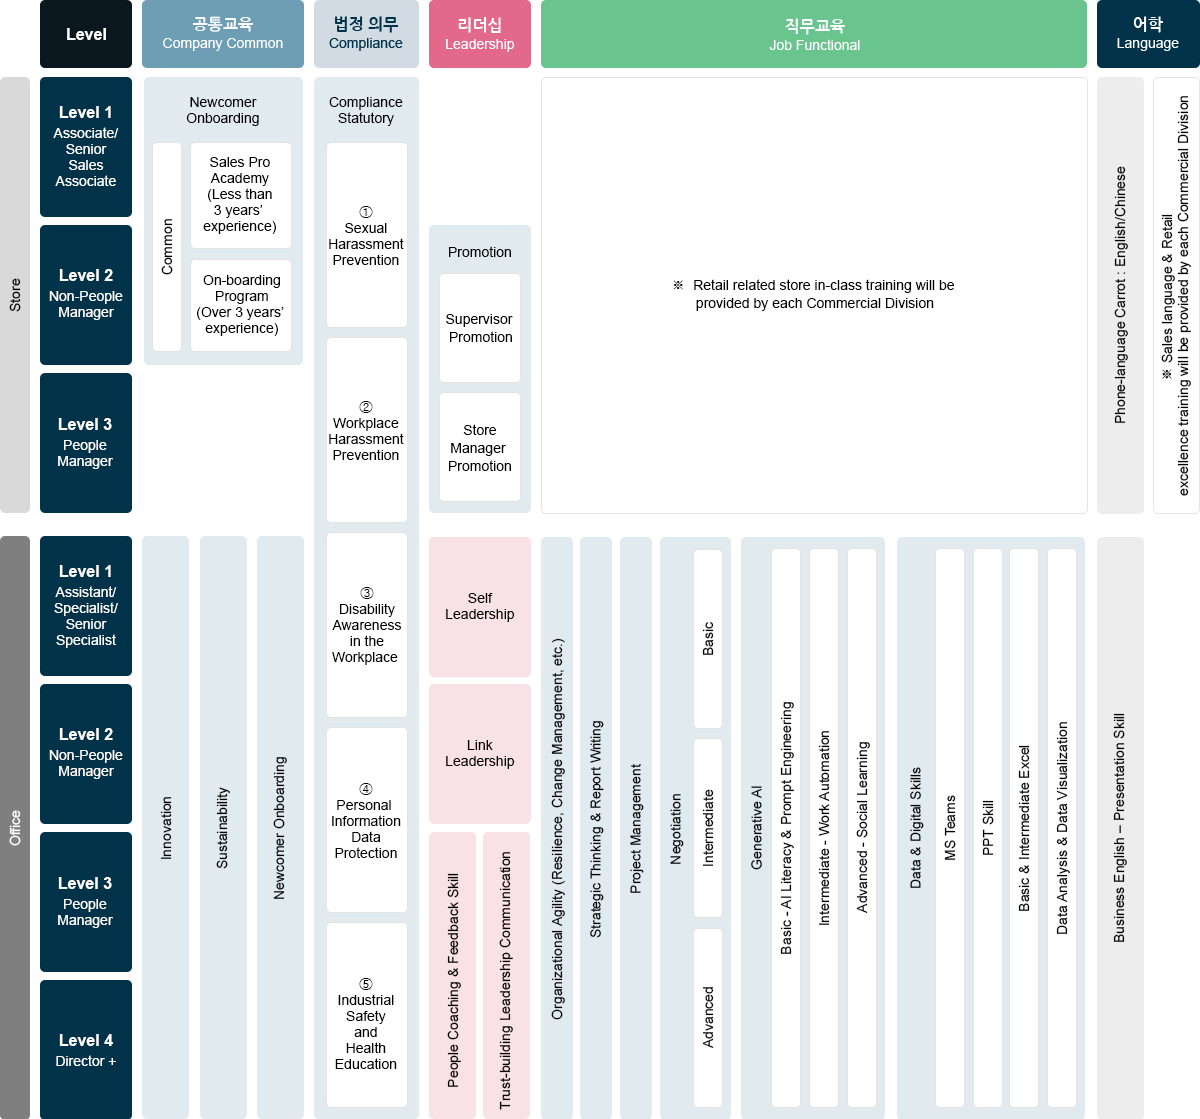 Level
공통교육
Company Common
법정 의무
Compliance
리더십
Leadership
직무교육
Job Functional
어학
Language
Store
Level 1
Associate/
Senior
Sales
Associate
Level 2
Non-People
Manager
Level 3
People
Manager
Newcomer
Onboarding
Common
Sales Pro
Academy
(Less than
3 years’
experience)
On-boarding
Program
(Over 3 years’
experience)
Compliance
Statutory
①
Sexual
Harassment
Prevention
②
Workplace
Harassment
Prevention
③
Disability
Awareness
in the
Workplace
④
Personal
Information
Data
Protection
⑤
Industrial
Safety
and
Health
Education
Promotion
Supervisor
Promotion
Store
Manager
Promotion
※ Retail related store in-class training will be
provided by each Commercial Division
Phone-language Carrot : English/Chinese
※ Sales language & Retail
excellence training will be provided by each Commercial Division
Office
Level 1
Assistant/
Specialist/
Senior
Specialist
Level 2
Non-People
Manager
Level 3
People
Manager
Level 4
Director +
Innovation
Sustainability
Newcomer Onboarding
Self
Leadership
Link
Leadership
People Coaching & Feedback Skill
Trust-building Leadership Communication
Organizational Agility (Resilience, Change Management, etc.)
Strategic Thinking & Report Writing
Project Management
Negotiation
Basic
Intermediate
Advanced
Generative AI
Basic - AI Literacy & Prompt Engineering
Intermediate - Work Automation
Advanced - Social Learning
Data & Digital Skills
MS Teams
PPT Skill
Basic & Intermediate Excel
Data Analysis & Data Visualization
Business English – Presentation Skill